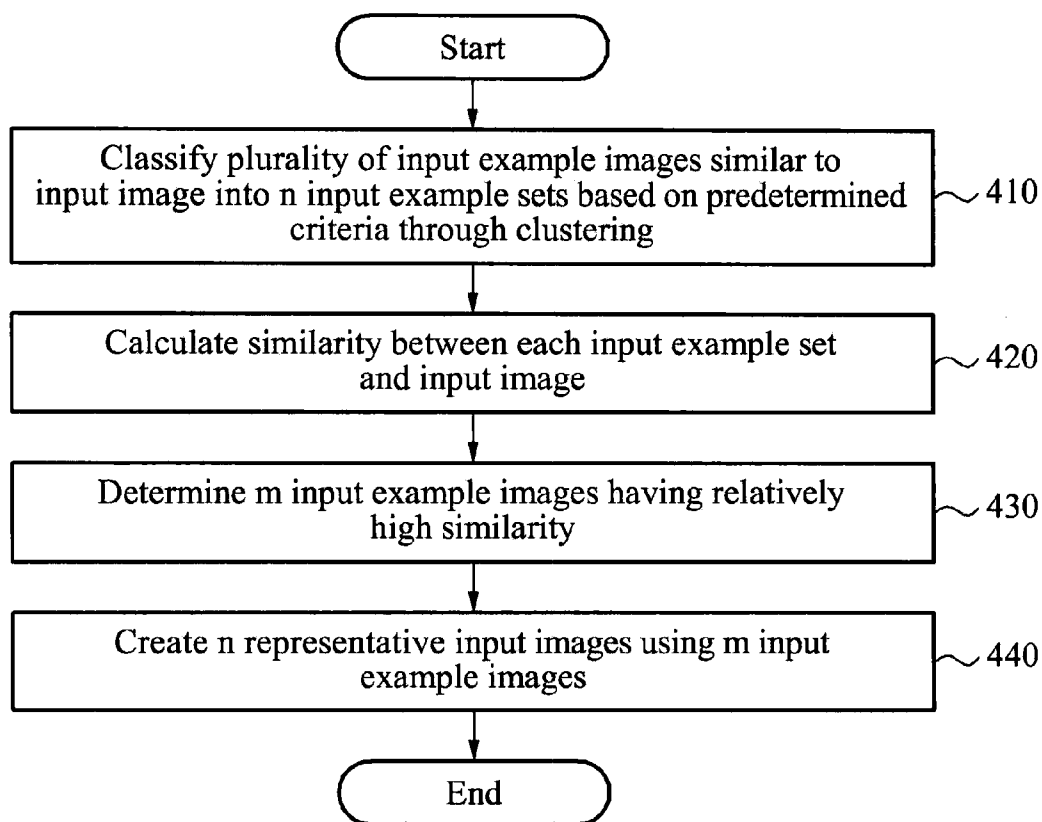 Start
Classify plurality of input example images similar to
input image into n input example sets based on predetermined
criteria through clustering
410
Calculate similarity between each input example set
and input image
420
Determine m input example images having relatively
high similarity
430
Create n representative input images using m input
example images
440
End